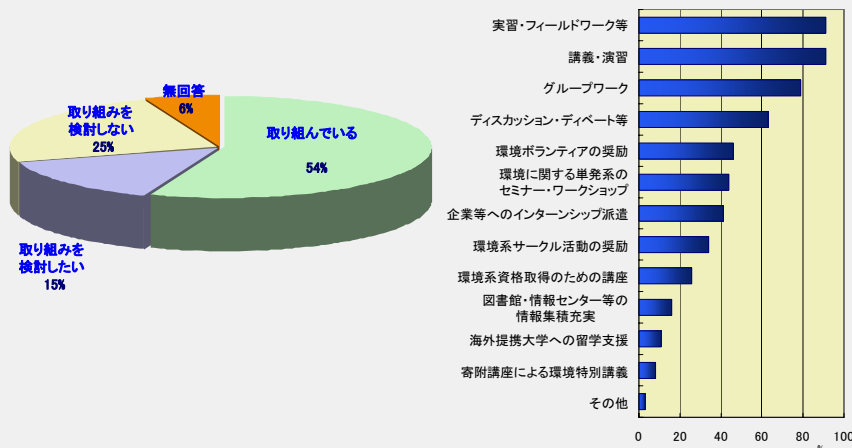 無回答
6%
取り組みを
検討しない
25%
取り組んでいる
54%
取り組みを
検討したい
15%
実習・フィールドワーク等
講義・演習
グループワーク
ディスカッション・ディベート等
環境ボランティアの奨励
環境に関する単発系の
セミナー・ワークショップ
企業等へのインターンシップ派遣
環境系サークル活動の奨励
環境系資格取得のための講座
図書館・情報センター等の
情報集積充実
海外提携大学への留学支援
寄附講座による環境特別講義
その他
0 20 40 60 80 100
%